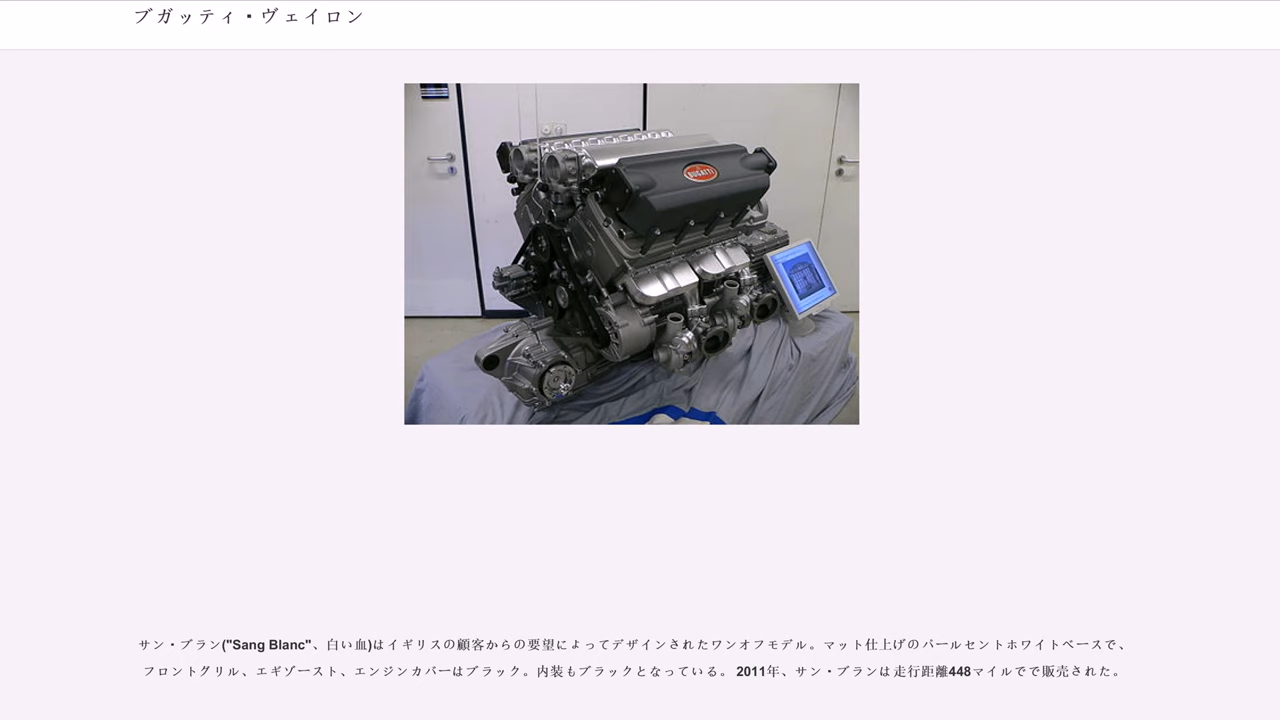 ブガッティ・ヴェイロン
BUGATTI
サン・ブラン("Sang Blanc"、白い血)はイギリスの顧客からの要望によってデザインされたワンオフモデル。マット仕上げのパールセントホワイトベースで、
フロントグリル、エギゾースト、エンジンカバーはブラック。内装もブラックとなっている。 2011年、サン・ブランは走行距離448マイルでで販売された。